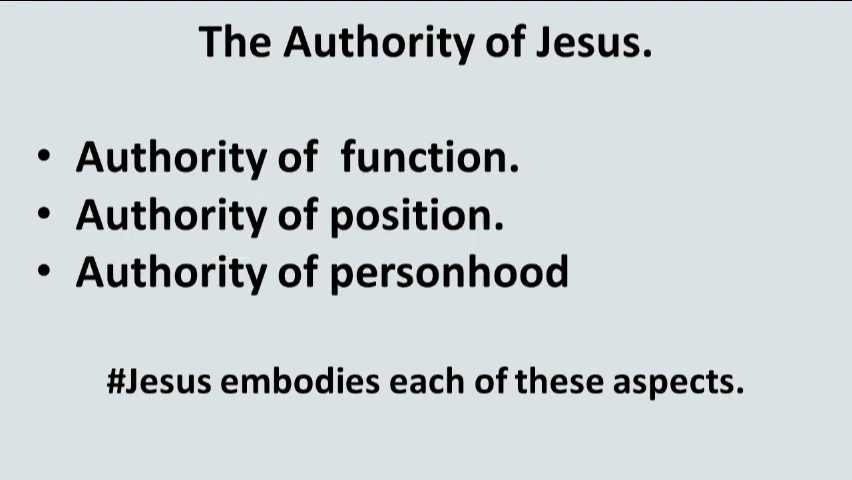 The Authority of Jesus.
• Authority of  function.
• Authority of position.
• Authority of personhood
#Jesus embodies each of these aspects.